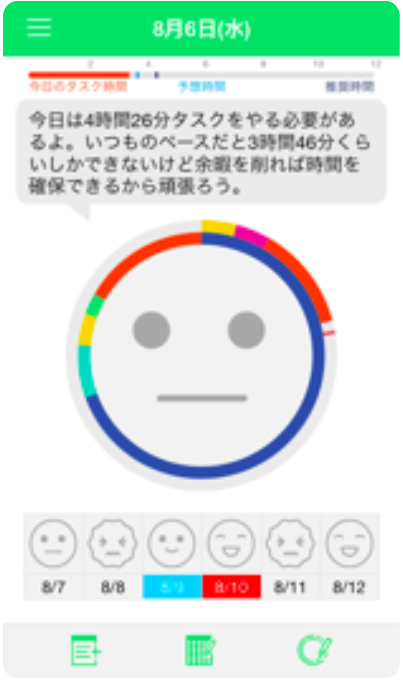 8月6日(水)
2 4 6 8 10 12
今日のタスク時間 予想時間 推奨時間
今日は4時間26分タスクをやる必要があ
るよ。いつものペースだと3時間46分くら
いしかできないけど余暇を削れば時間を
確保できるから頑張ろう。
8/7 8/8 8/9 8/10 8/11 8/12